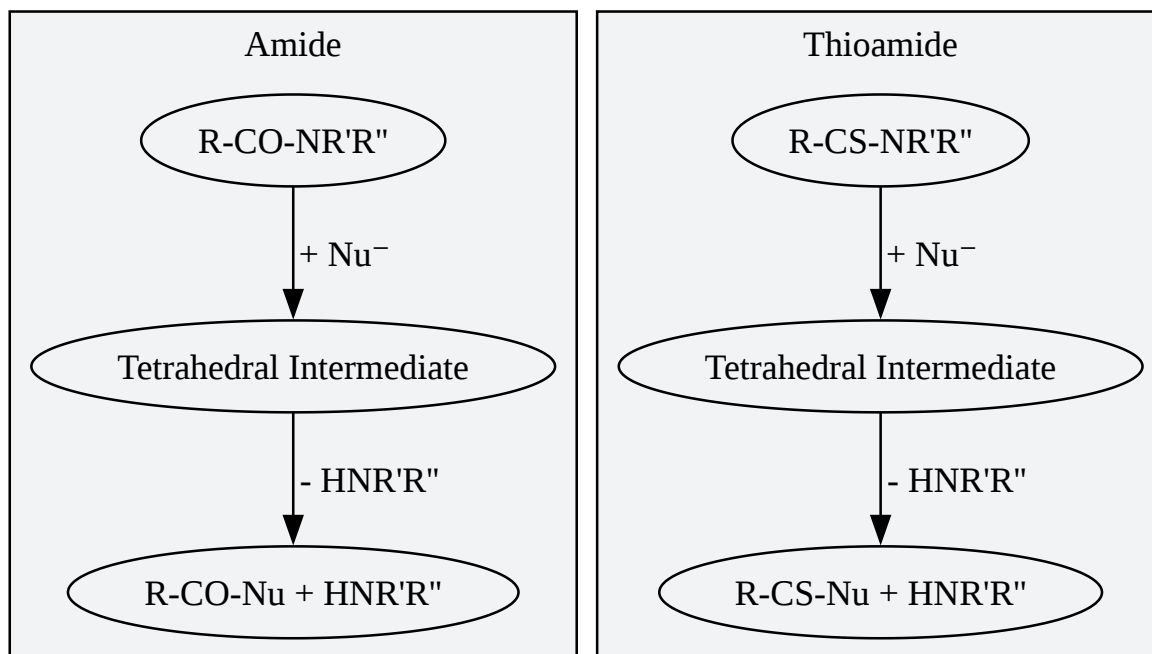 Amide
R-CO-NR'R"
+ Nu⁻
Tetrahedral Intermediate
- HNR'R"
R-CO-Nu + HNR'R"
Thioamide
R-CS-NR'R"
+ Nu⁻
Tetrahedral Intermediate
- HNR'R"
R-CS-Nu + HNR'R"